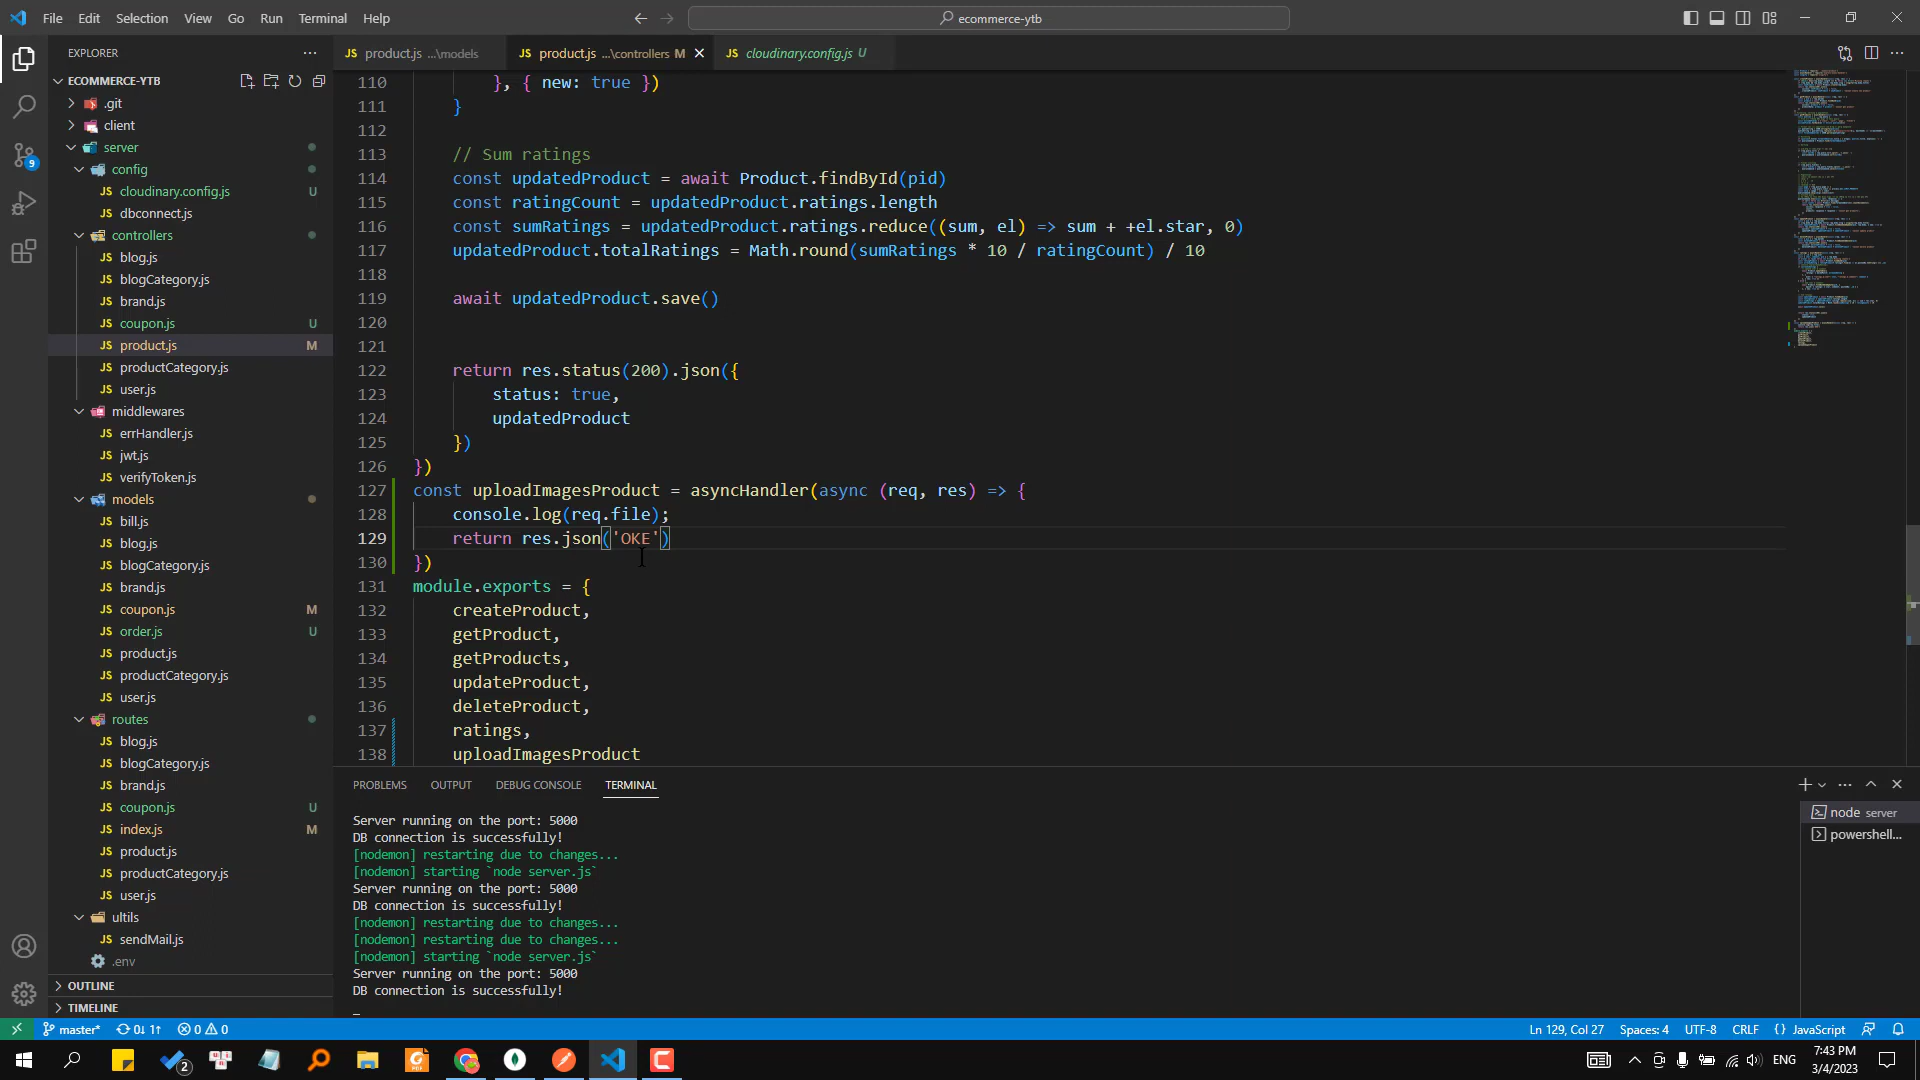 File Edit Selection View Go Run Terminal Help
ecommerce-ytb
EXPLORER
product.js ...\models
product.js ...\controllers M
cloudinary.config.js U
ECOMMERCE-YTB
.git
client
server
config
cloudinary.config.js U
dbconnect.js
controllers
blog.js
blogCategory.js
brand.js
coupon.js U
product.js M
productCategory.js
user.js
middlewares
errHandler.js
jwt.js
verifyToken.js
models
bill.js
blog.js
blogCategory.js
brand.js
coupon.js M
order.js U
product.js
productCategory.js
user.js
routes
blog.js
blogCategory.js
brand.js
coupon.js U
index.js M
product.js
productCategory.js
user.js
ultils
sendMail.js
.env
OUTLINE
TIMELINE
110 }, { new: true })
111 }
112
113 // Sum ratings
114 const updatedProduct = await Product.findById(pid)
115 const ratingCount = updatedProduct.ratings.length
116 const sumRatings = updatedProduct.ratings.reduce((sum, el) => sum + +el.star, 0)
117 updatedProduct.totalRatings = Math.round(sumRatings * 10 / ratingCount) / 10
118
119 await updatedProduct.save()
120
121
122 return res.status(200).json({
123 status: true,
124 updatedProduct
125 })
126 })
127 const uploadImagesProduct = asyncHandler(async (req, res) => {
128 console.log(req.file);
129 return res.json('OKE')
130 })
131 module.exports = {
132 createProduct,
133 getProduct,
134 getProducts,
135 updateProduct,
136 deleteProduct,
137 ratings,
138 uploadImagesProduct
PROBLEMS OUTPUT DEBUG CONSOLE TERMINAL
Server running on the port: 5000
DB connection is successfully!
[nodemon] restarting due to changes...
[nodemon] starting `node server.js`
Server running on the port: 5000
DB connection is successfully!
[nodemon] restarting due to changes...
[nodemon] restarting due to changes...
[nodemon] starting `node server.js`
Server running on the port: 5000
DB connection is successfully!
node server
powershell...
9
master* 0↓ 1↑ 0 0
Ln 129, Col 27 Spaces: 4 UTF-8 CRLF {} JavaScript
2
ENG
7:43 PM
3/4/2023